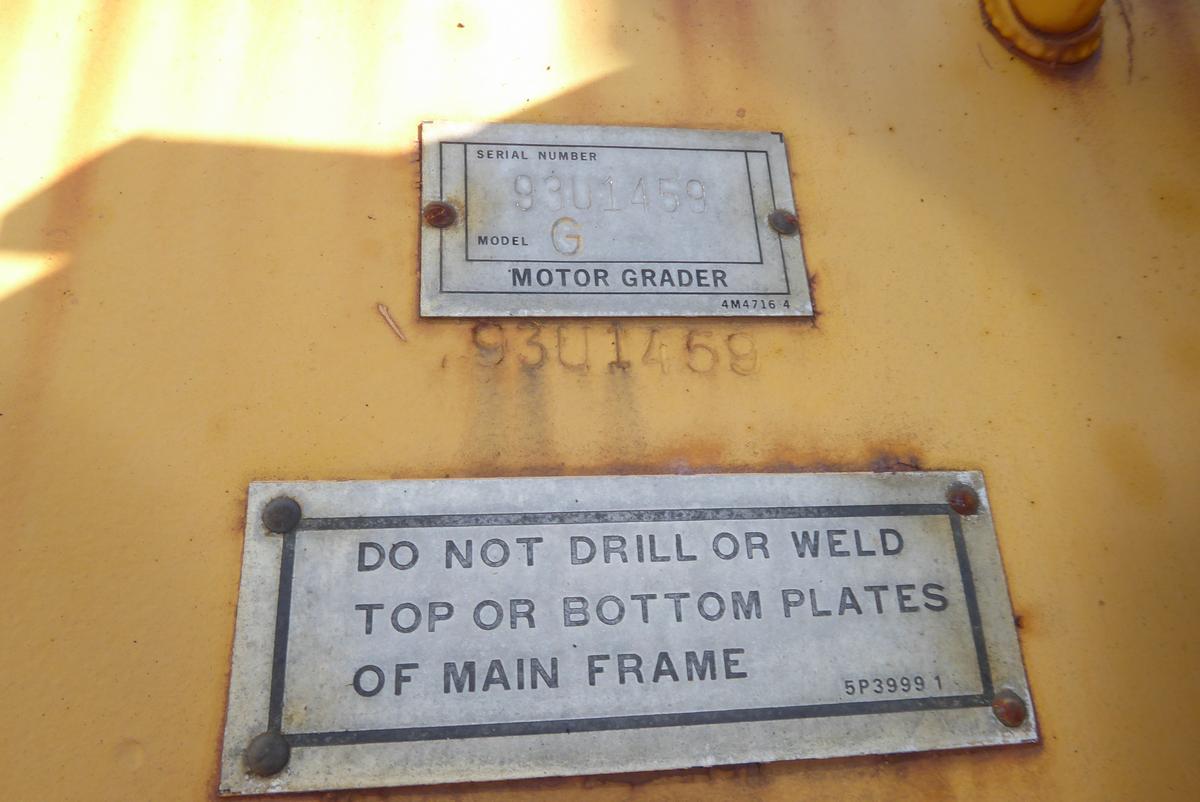 SERIAL NUMBER
93U1459
MODEL G
MOTOR GRADER
4M4716 4
93U1459
DO NOT DRILL OR WELD
TOP OR BOTTOM PLATES
OF MAIN FRAME
5P3999 1